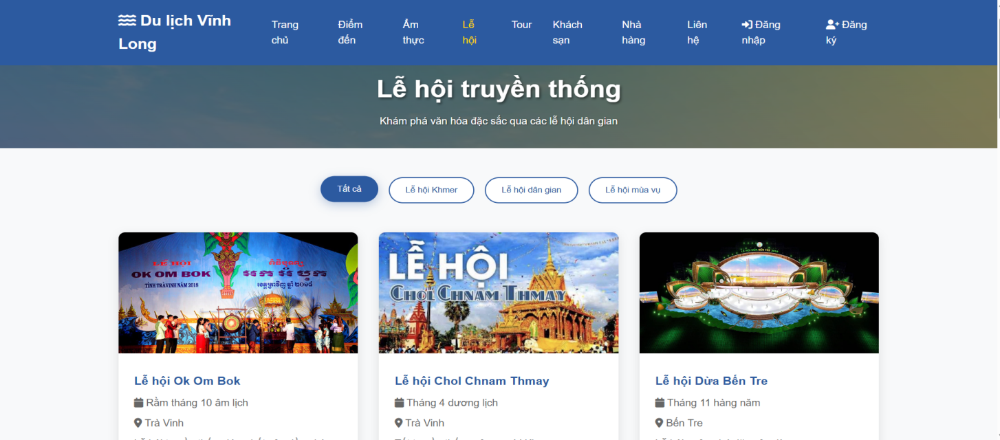 Du lịch Vĩnh
Long
Trang
chủ
Điểm
đến
Ẩm
thực
Lễ
hội
Tour
Khách
sạn
Nhà
hàng
Liên
hệ
Đăng
nhập
Đăng
ký
Lễ hội truyền thống
Khám phá văn hóa đặc sắc qua các lễ hội dân gian
Tất cả
Lễ hội Khmer
Lễ hội dân gian
Lễ hội mùa vụ
LỄ HỘI
OK OM BOK
TỈNH TRÀ VINH NĂM 2018
LỄ HỘI
CHOL CHNAM THMAY
Lễ hội Ok Om Bok
Rằm tháng 10 âm lịch
Trà Vinh
Lễ hội Chol Chnam Thmay
Tháng 4 dương lịch
Trà Vinh
Lễ hội Dừa Bến Tre
Tháng 11 hàng năm
Bến Tre